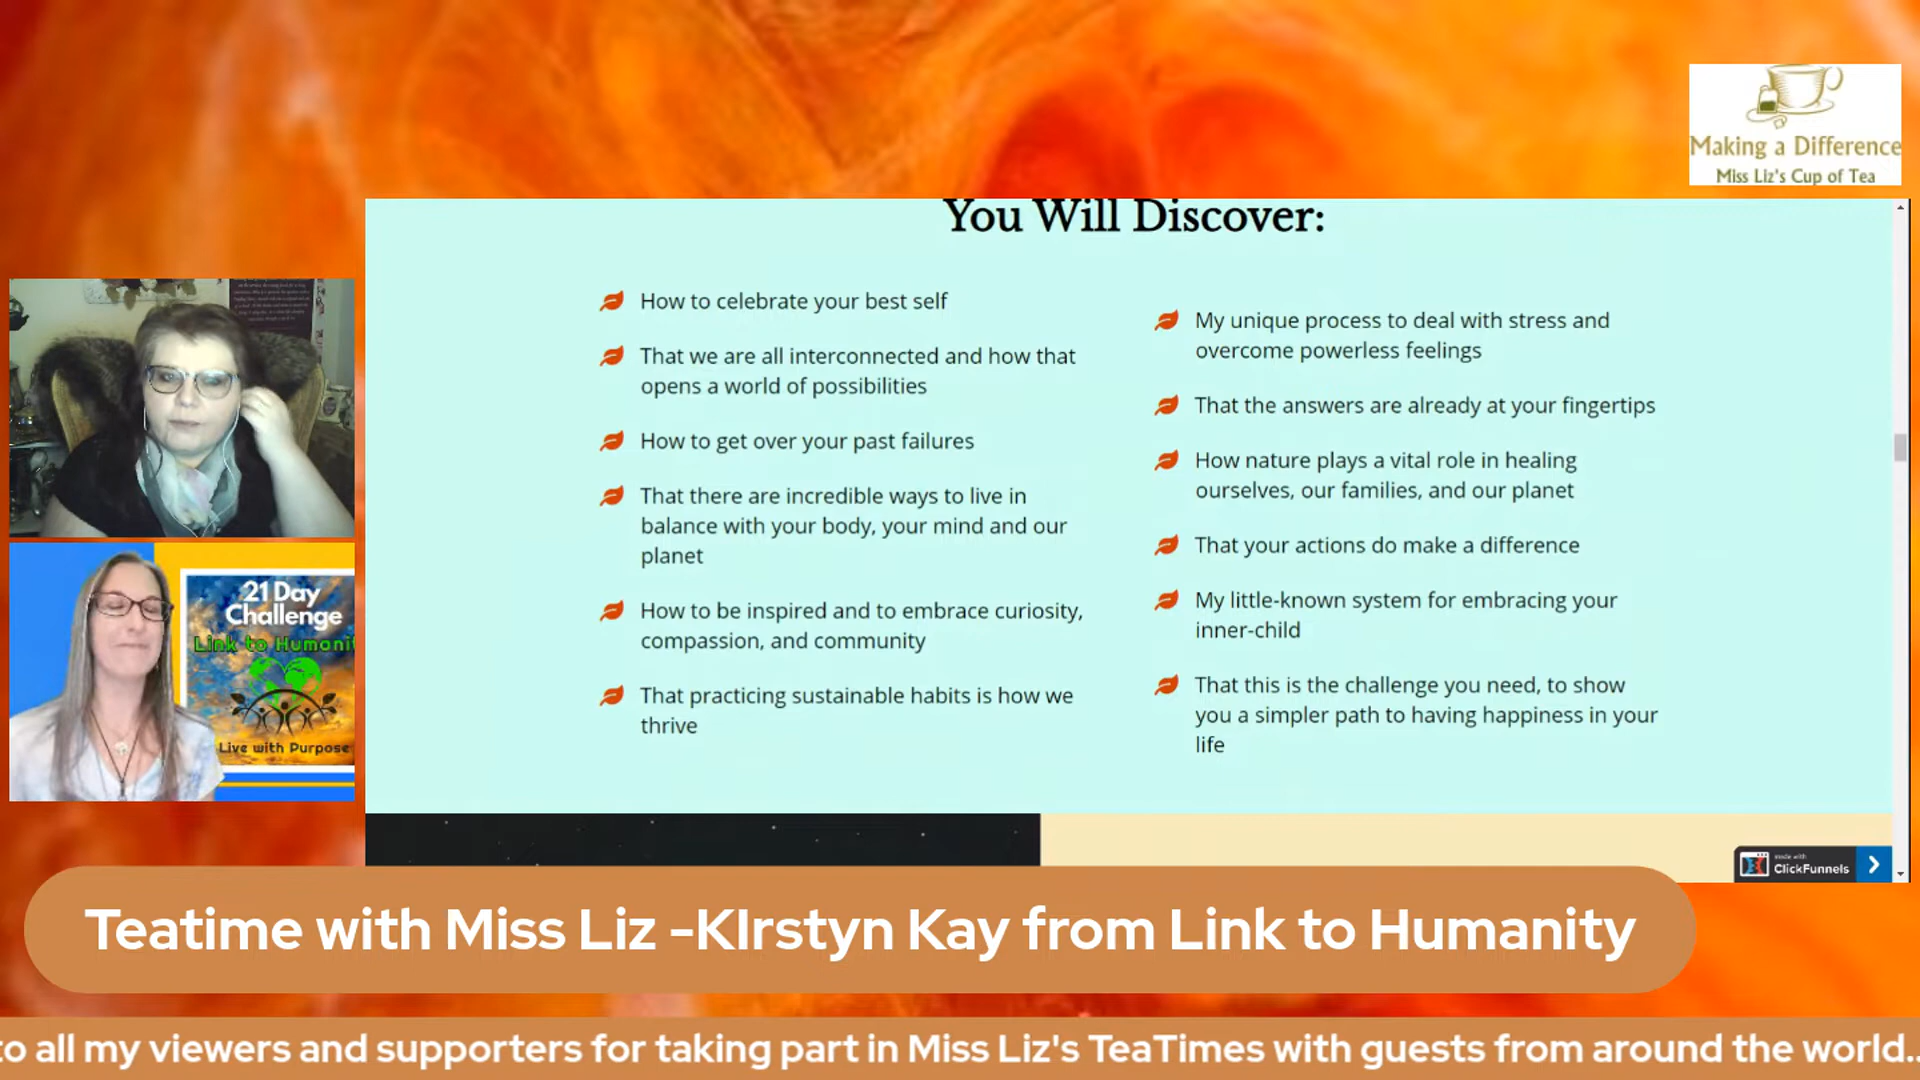 Making a Difference
Miss Liz's Cup of Tea
You Will Discover:
How to celebrate your best self
That we are all interconnected and how that
opens a world of possibilities
How to get over your past failures
That there are incredible ways to live in
balance with your body, your mind and our
planet
How to be inspired and to embrace curiosity,
compassion, and community
That practicing sustainable habits is how we
thrive
My unique process to deal with stress and
overcome powerless feelings
That the answers are already at your fingertips
How nature plays a vital role in healing
ourselves, our families, and our planet
That your actions do make a difference
My little-known system for embracing your
inner-child
That this is the challenge you need, to show
you a simpler path to having happiness in your
life
21 Day
Challenge
Link to Humanit
Live with Purpose
made with
ClickFunnels
Teatime with Miss Liz -KIrstyn Kay from Link to Humanity
to all my viewers and supporters for taking part in Miss Liz's TeaTimes with guests from around the world..